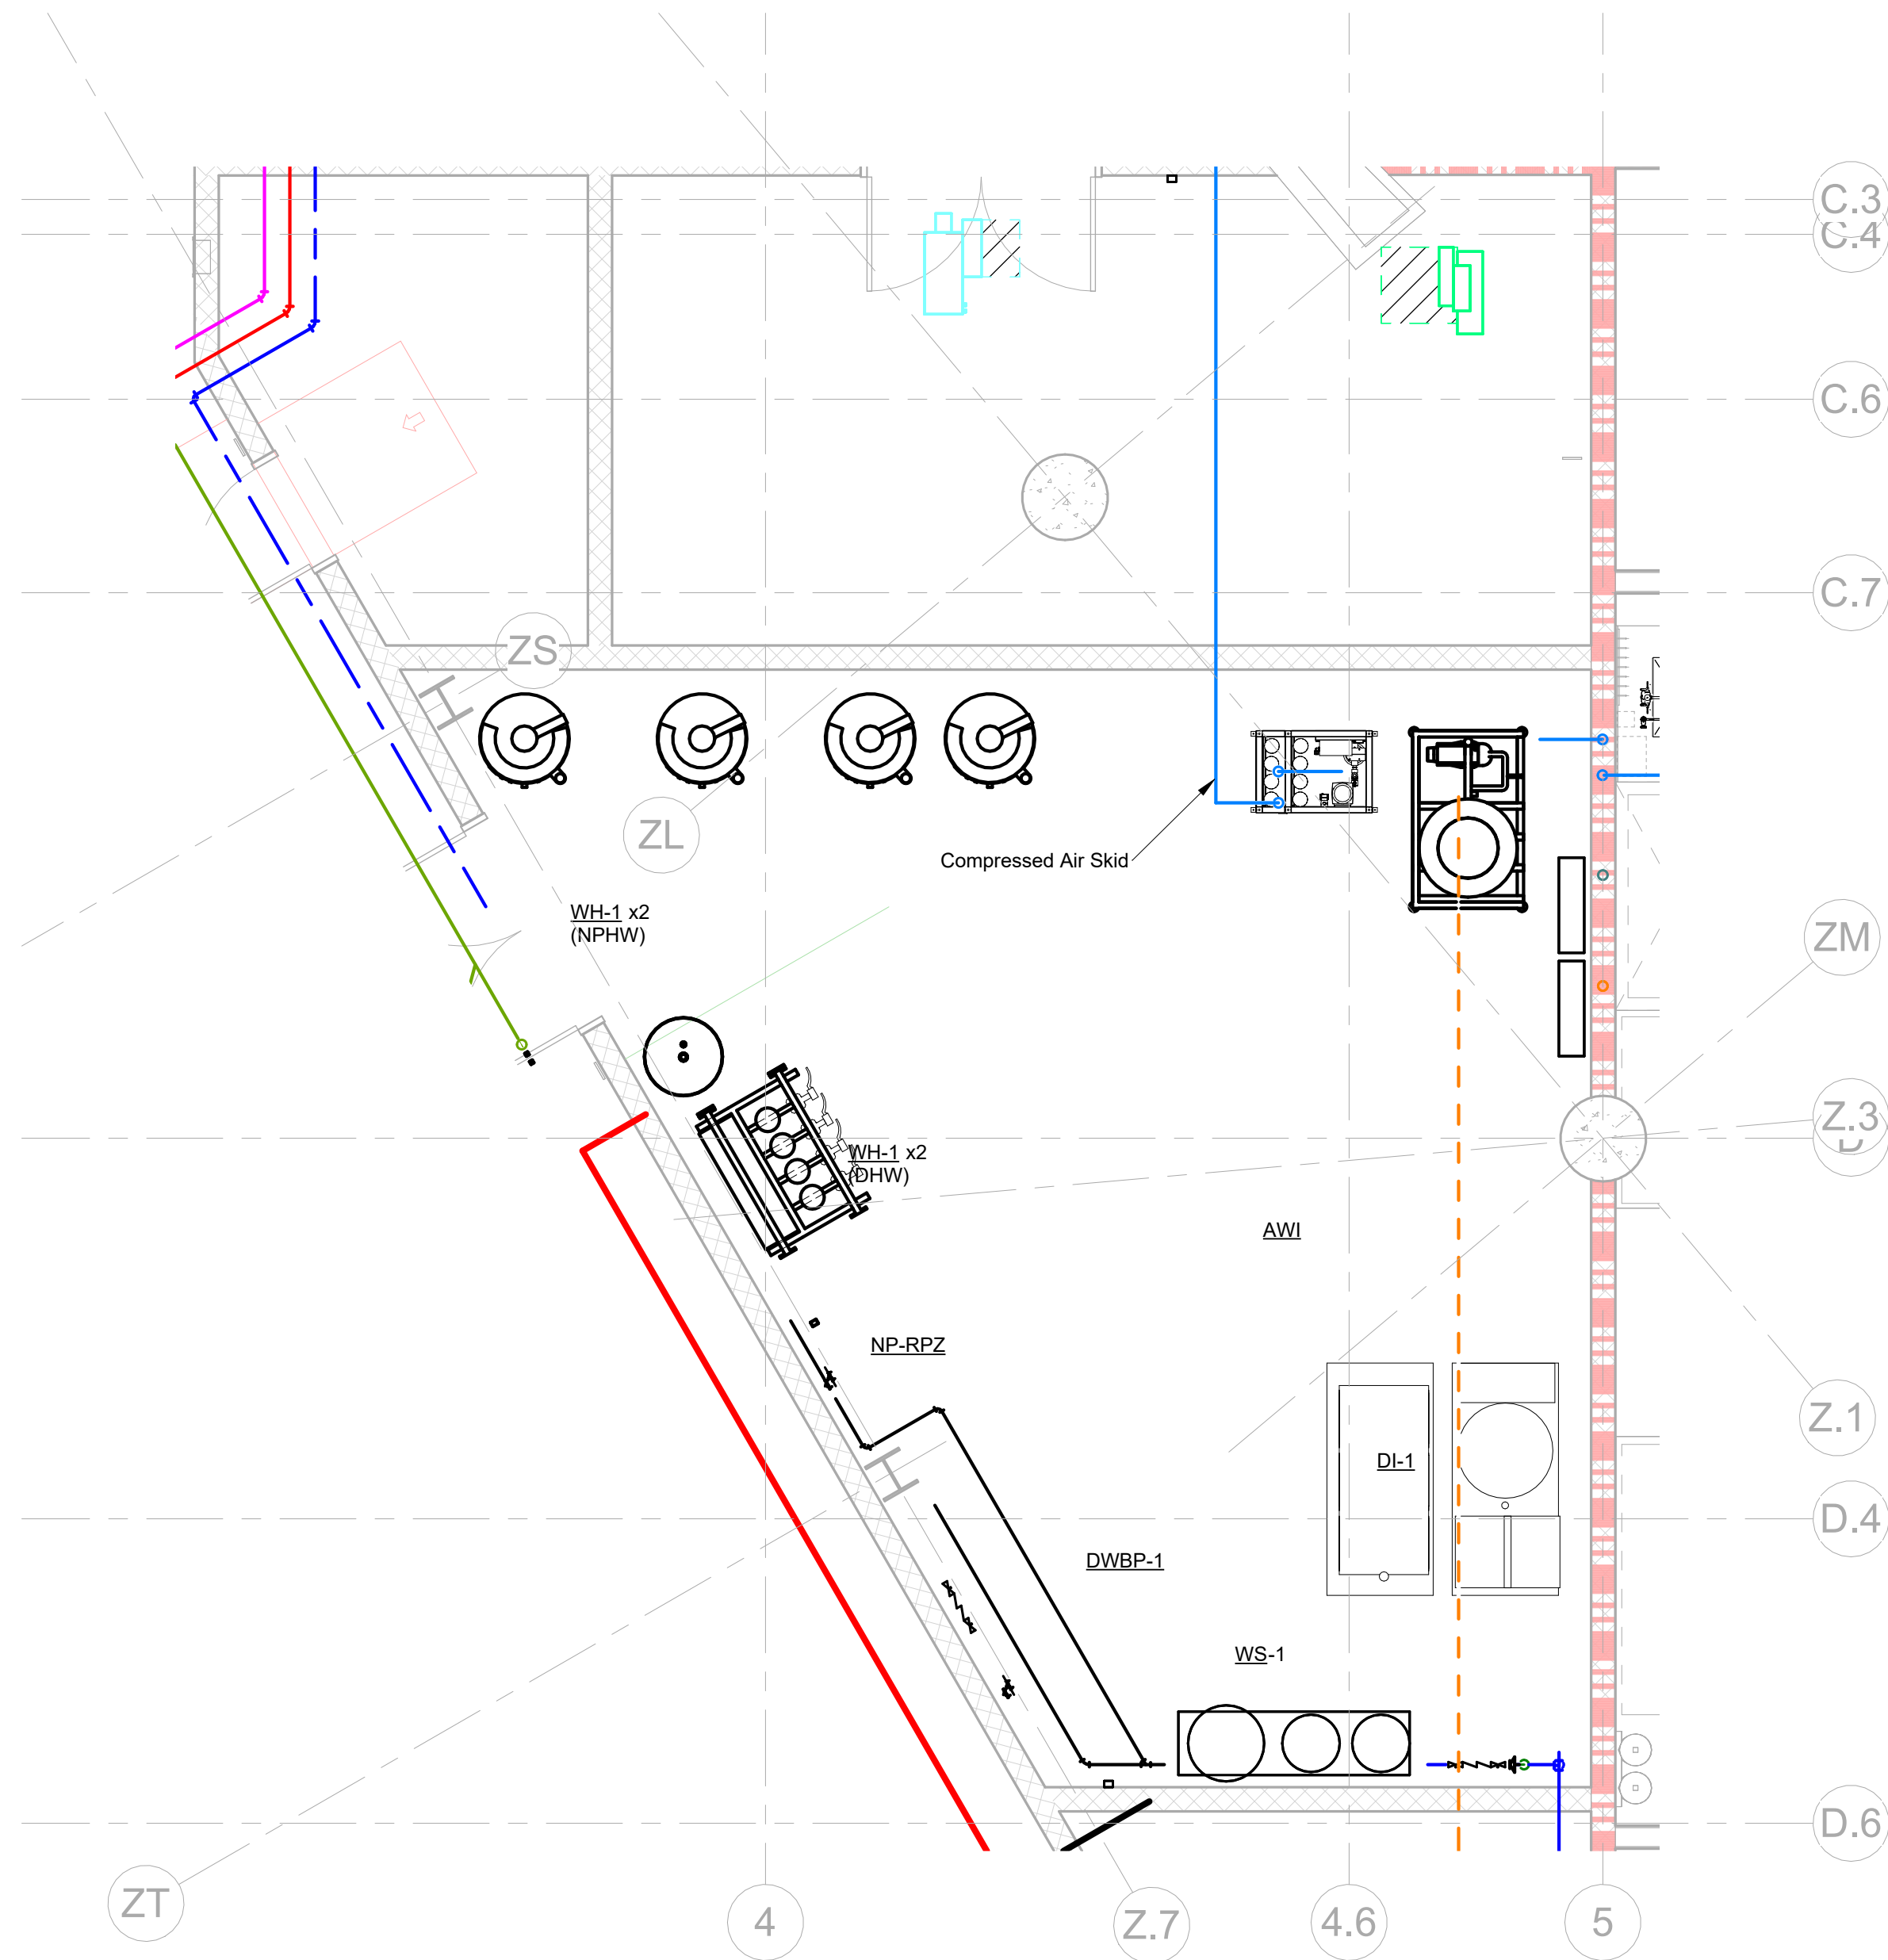 C.3
C.4
C.6
ZS
C.7
ZL
Compressed Air Skid
WH-1 x2
(NPHW)
ZM
Z.3
D
WH-1 x2
(DHW)
AWI
NP-RPZ
Z.1
DI-1
D.4
DWBP-1
WS-1
D.6
ZT
4
Z.7
4.6
5